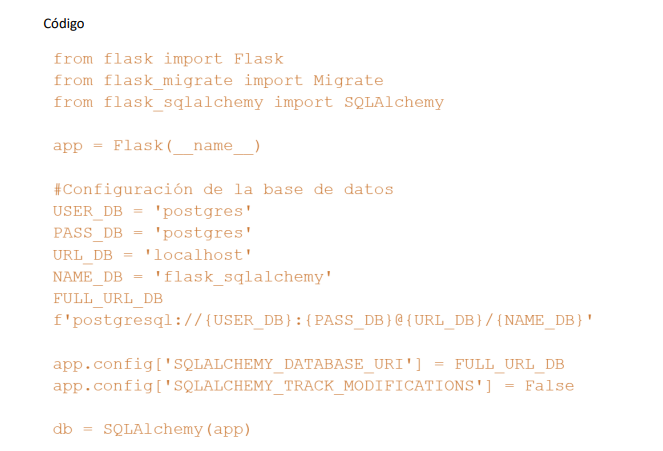 Código
from flask import Flask
from flask_migrate import Migrate
from flask_sqlalchemy import SQLAlchemy
app = Flask(__name__)
#Configuración de la base de datos
USER_DB = 'postgres'
PASS_DB = 'postgres'
URL_DB = 'localhost'
NAME_DB = 'flask_sqlalchemy'
FULL_URL_DB
f'postgresql://{USER_DB}:{PASS_DB}@{URL_DB}/{NAME_DB}'
app.config['SQLALCHEMY_DATABASE_URI'] = FULL_URL_DB
app.config['SQLALCHEMY_TRACK_MODIFICATIONS'] = False
db = SQLAlchemy(app)